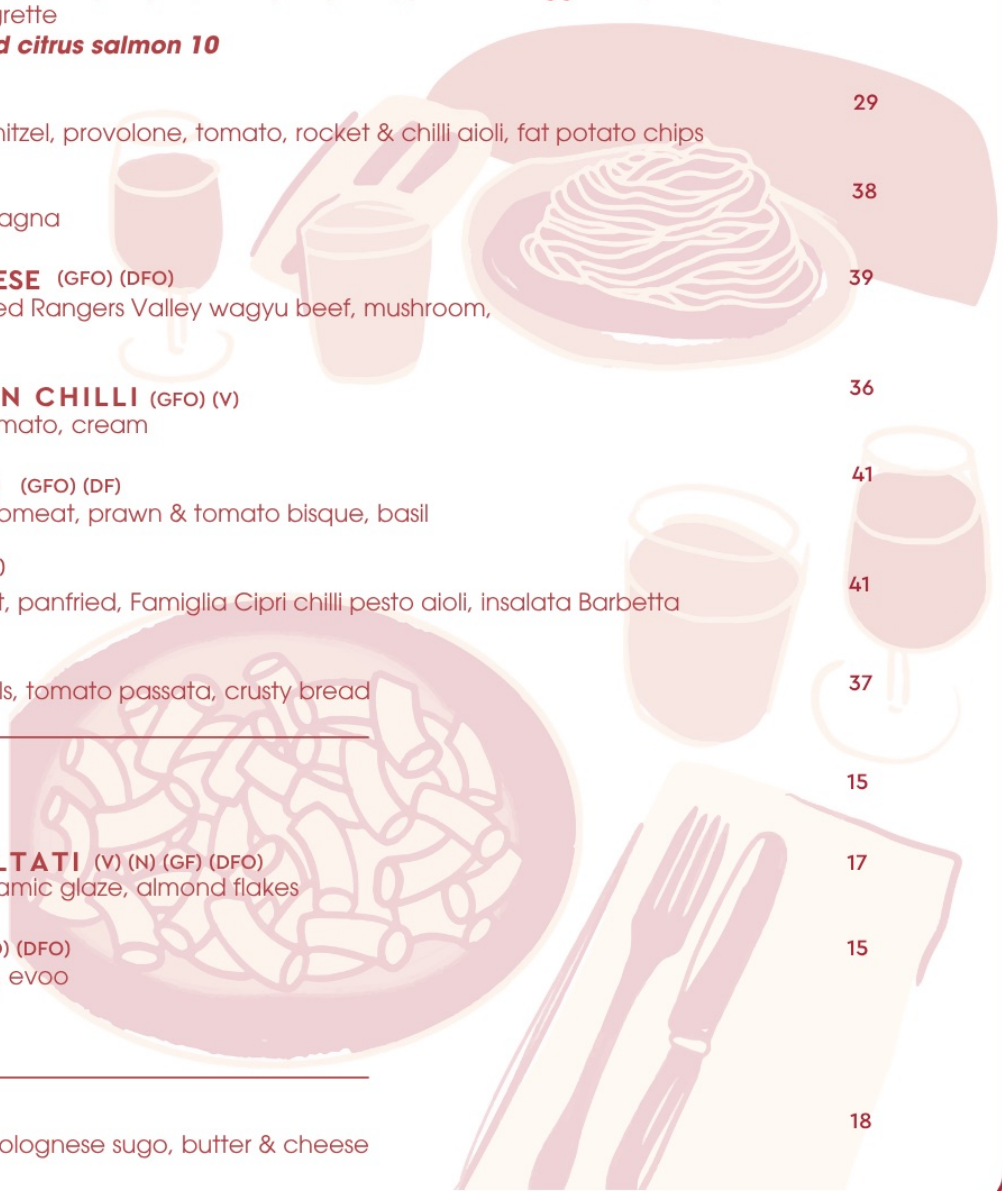 grette
d citrus salmon 10
29
nitzel, provolone, tomato, rocket & chilli aioli, fat potato chips
38
agna
ESE (GFO) (DFO) 39
ed Rangers Valley wagyu beef, mushroom,
N CHILLI (GFO) (V) 36
mato, cream
(GFO) (DF) 41
omeat, prawn & tomato bisque, basil
) 41
t, panfried, Famiglia Cipri chilli pesto aioli, insalata Barbetta
37
ls, tomato passata, crusty bread
15
LTATI (V) (N) (GF) (DFO) 17
amic glaze, almond flakes
) (DFO) 15
evoo
18
olognese sugo, butter & cheese